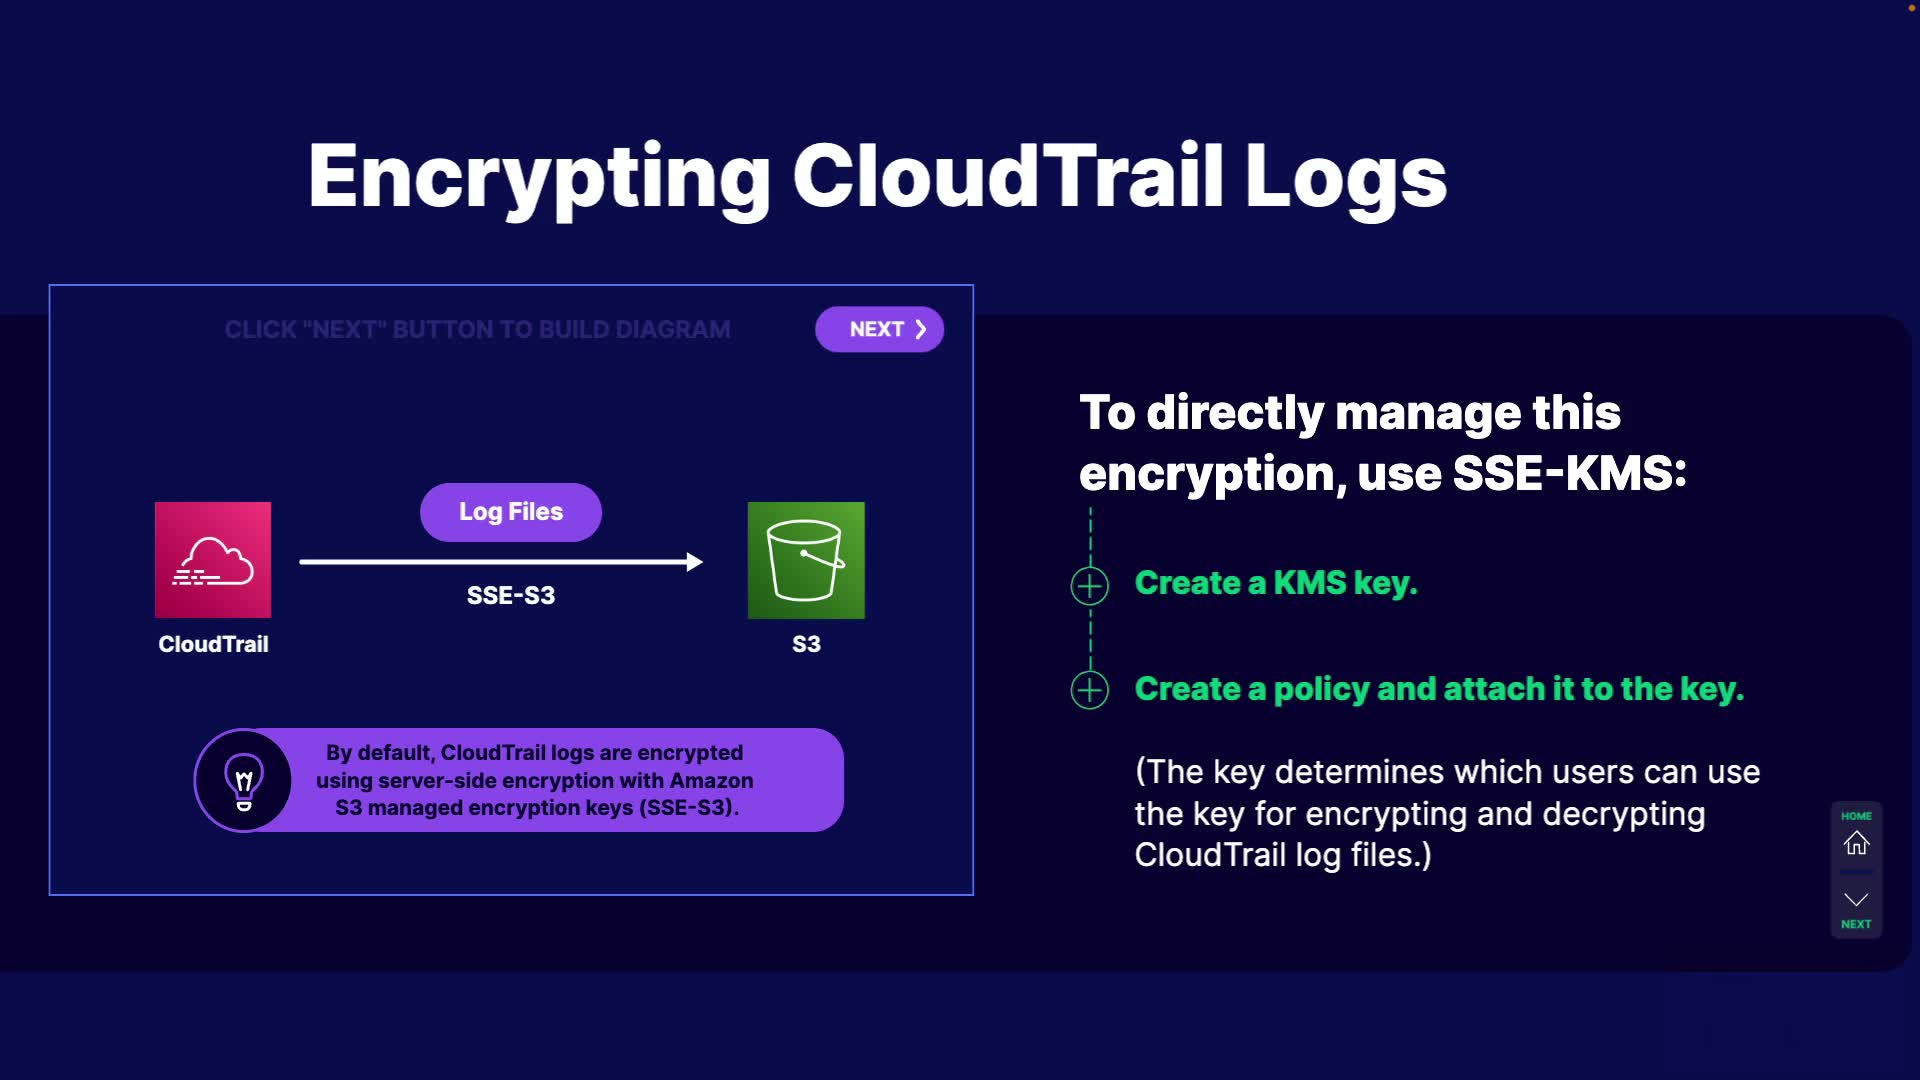 Encrypting CloudTrail Logs
CLICK "NEXT" BUTTON TO BUILD DIAGRAM
NEXT
Log Files
SSE-S3
CloudTrail
S3
By default, CloudTrail logs are encrypted
using server-side encryption with Amazon
S3 managed encryption keys (SSE-S3).
To directly manage this
encryption, use SSE-KMS:
Create a KMS key.
Create a policy and attach it to the key.
(The key determines which users can use
the key for encrypting and decrypting
CloudTrail log files.)
HOME
NEXT